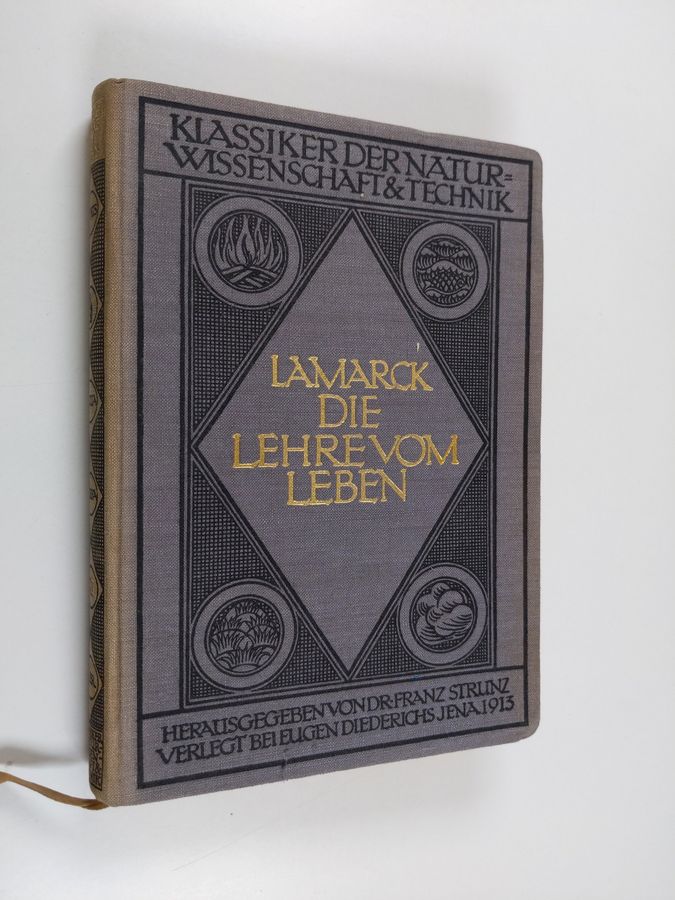 KLASSIKER DER NATUR=
WISSENSCHAFT & TECHNIK
LAMARCK
DIE
LEHRE VOM
LEBEN
HERAUSGEGEBEN VON DR. FRANZ STRUNZ
VERLEGT BEI EUGEN DIEDERICHS JENA 1913